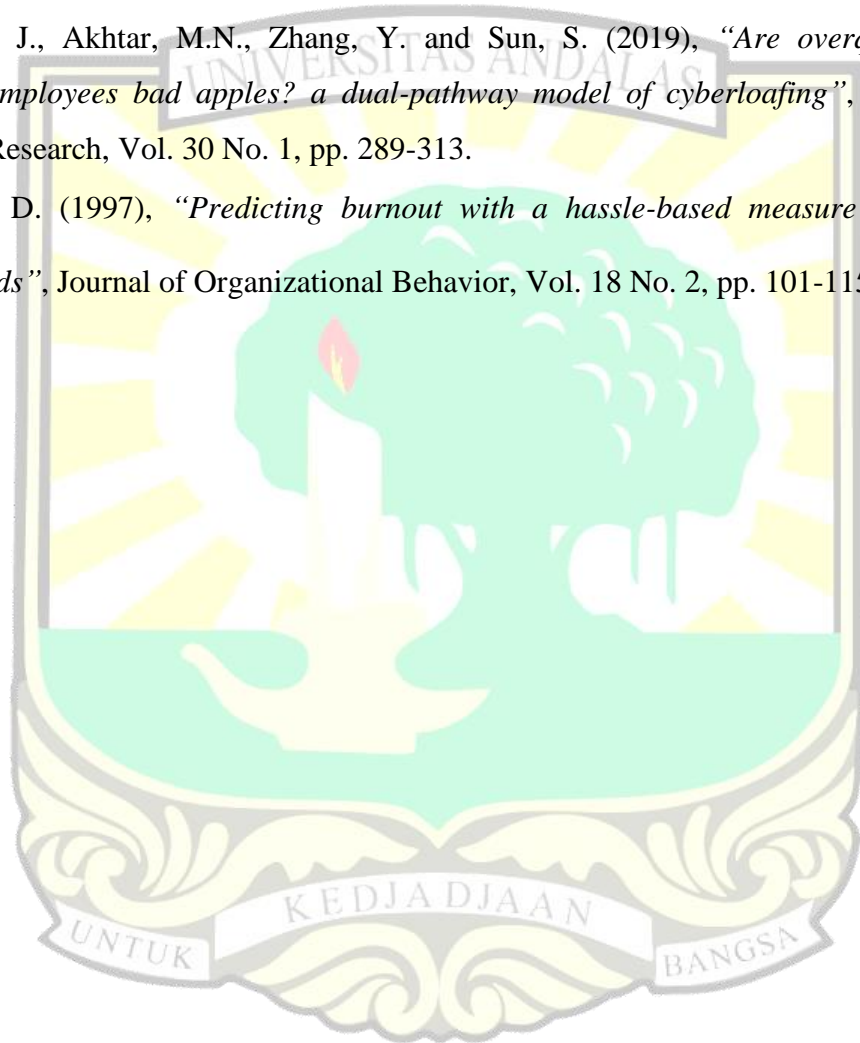 J., Akhtar, M.N., Zhang, Y. and Sun, S. (2019), “Are
employees bad apples? a dual-pathway model of cyberloafing”,
Research, Vol. 30 No. 1, pp. 289-313.
D. (1997), “Predicting burnout with a hassle-based measure
ds”, Journal of Organizational Behavior, Vol. 18 No. 2, pp. 101-115
UNIVERSITAS ANDALAS
KEDJADJAAN
UNTUK
BANGSA